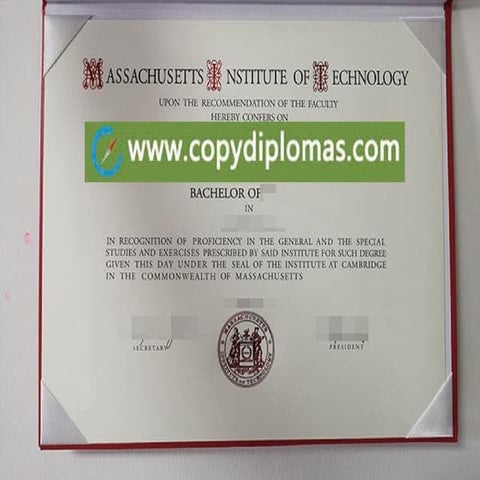 MASSACHUSETTS INSTITUTE OF TECHNOLOGY
UPON THE RECOMMENDATION OF THE FACULTY
HEREBY CONFERS ON
www.copydiplomas.com
BACHELOR OF
IN
IN RECOGNITION OF PROFICIENCY IN THE GENERAL AND THE SPECIAL
STUDIES AND EXERCISES PRESCRIBED BY SAID INSTITUTE FOR SUCH DEGREE
GIVEN THIS DAY UNDER THE SEAL OF THE INSTITUTE AT CAMBRIDGE
IN THE COMMONWEALTH OF MASSACHUSETTS
SECRETARY
PRESIDENT